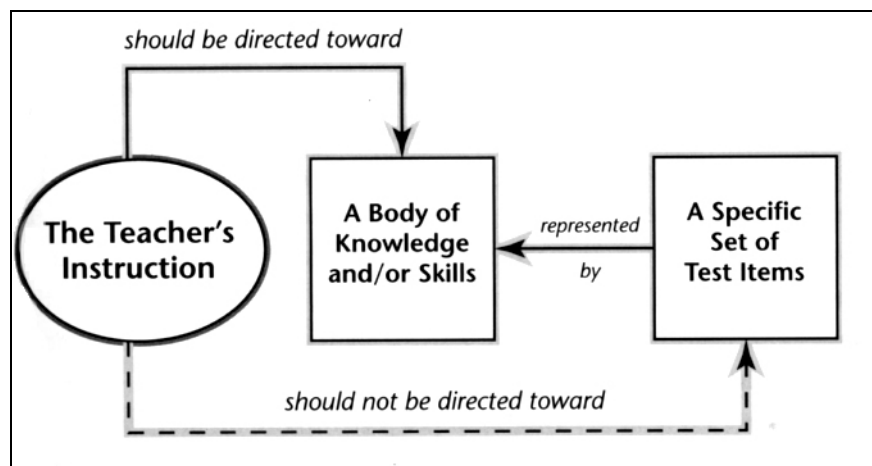 should be directed toward
The Teacher's
Instruction
A Body of
Knowledge
and/or Skills
represented
by
A Specific
Set of
Test Items
should not be directed toward